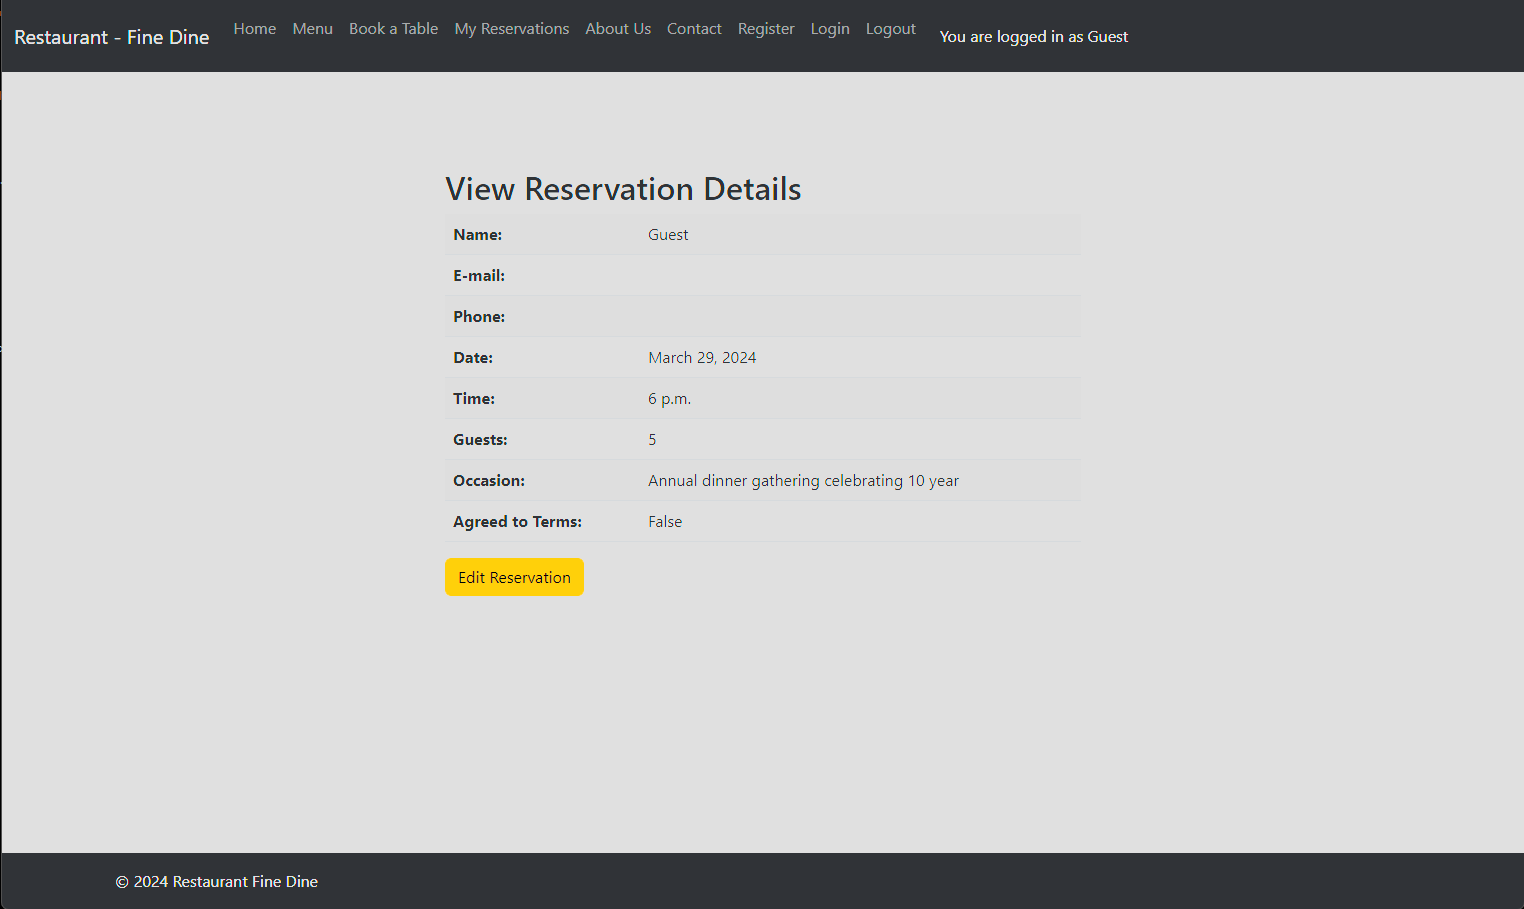 Restaurant - Fine Dine
Home Menu Book a Table My Reservations About Us Contact Register Login Logout
You are logged in as Guest
View Reservation Details
Name: Guest
E-mail:
Phone:
Date: March 29, 2024
Time: 6 p.m.
Guests: 5
Occasion: Annual dinner gathering celebrating 10 year
Agreed to Terms: False
Edit Reservation
© 2024 Restaurant Fine Dine